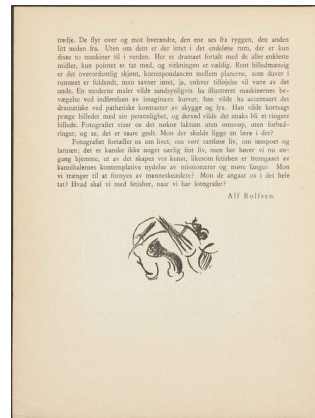 tredje. De flyr over og mot hverandre, den ene ses fra ryggen, den anden
litt neden fra. Uten om dem er der intet i det endeløse rum, der er kun
disse to maskiner til i verden. Her er dramaet fortalt med de aller enkleste
midler, kun pointet er tat med, og virkningen er vældig. Rent billedmæssig
er det overordentlig skjønt, korrespondancen mellem planerne, som duver i
rummet er fuldendt, man savner intet, ja, enhver tilføielse vil være av det
onde. En moderne maler vilde sandsynligvis ha illustreret maskinernes be-
vægelse ved indførelsen av imaginære kurver, han vilde ha accentuert det
dramatiske ved pathetiske kontraster av skygge og lys. Han vilde kortsagt
præge billedet med sin personlighet, og derved vilde det straks bli et ringere
billede. Fotografiet viser os det nøkne faktum uten omsvøp, uten forbed-
ringer, og se, det er saare godt. Mon der skulde ligge en lære i det?
Fotografiet fortæller os om livet, om vort rastløse liv, om tempoet og
larmen; det er kanske ikke noget særlig fint liv, men her hører vi nu en-
gang hjemme, ut av det skapes vor kunst, likesom fetishen er fremgaaet av
kannibalernes kontemplative nydelse av missionærer og møre fanger. Mon
vi trænger til at fornyes av menneskeædere? Mon de angaar os i det hele
tat? Hvad skal vi med fetisher, naar vi har fotografier?
Alf Rolfsen.